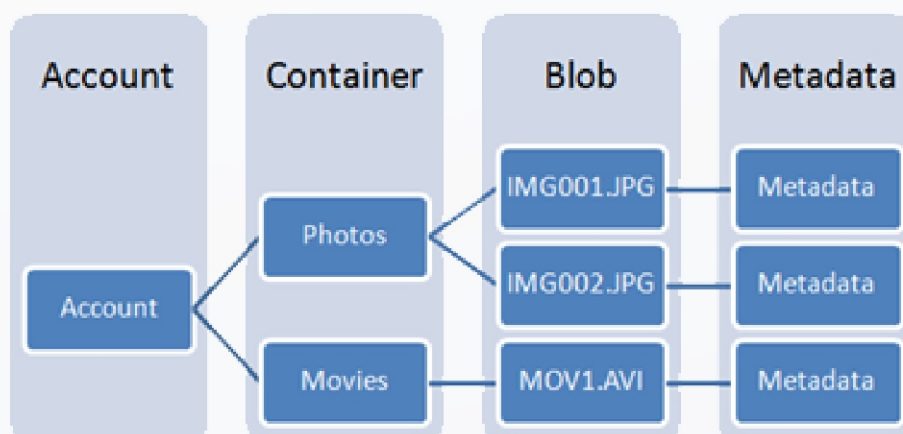 Account Container Blob Metadata
IMG001.JPG Metadata
Photos
IMG002.JPG Metadata
Account
Movies MOV1.AVI Metadata